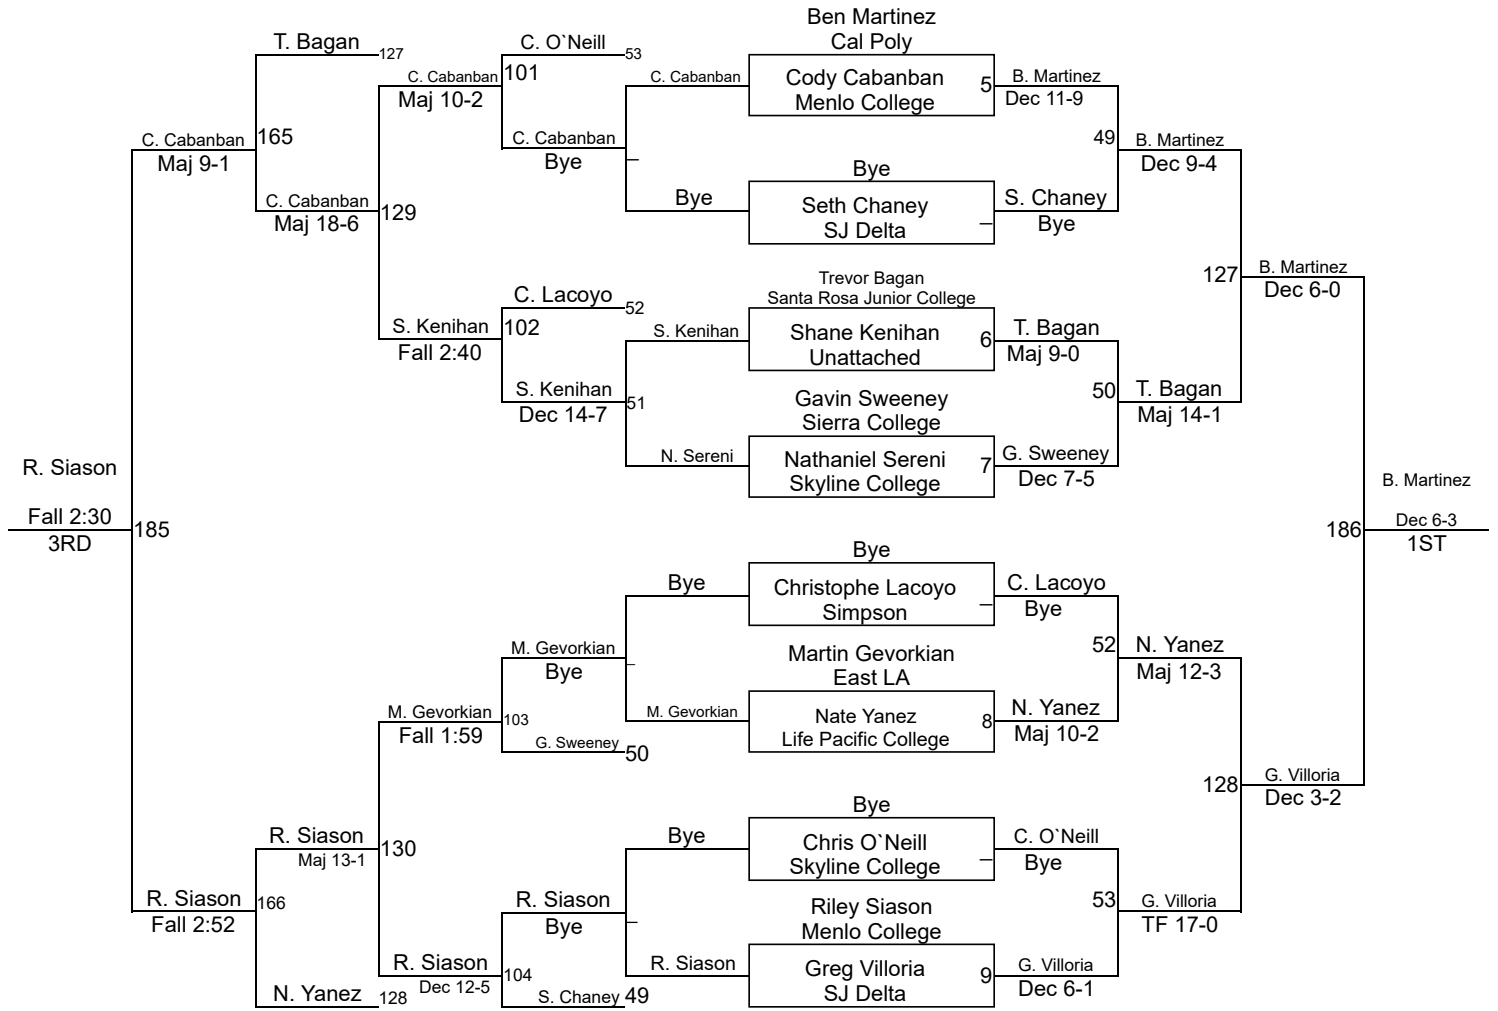 Ben Martinez
Cal Poly
T. Bagan
127
C. O`Neill
53
C. Cabanban
Maj 10-2
101
C. Cabanban
Cody Cabanban
Menlo College
5
B. Martinez
Dec 11-9
C. Cabanban
Maj 9-1
165
C. Cabanban
Bye
_
49
B. Martinez
Dec 9-4
Bye
C. Cabanban
Maj 18-6
129
Bye
Seth Chaney
SJ Delta
_
S. Chaney
Bye
127
B. Martinez
Dec 6-0
Trevor Bagan
Santa Rosa Junior College
C. Lacoyo
52
S. Kenihan
Fall 2:40
102
S. Kenihan
Shane Kenihan
Unattached
6
T. Bagan
Maj 9-0
S. Kenihan
Dec 14-7
51
Gavin Sweeney
Sierra College
50
T. Bagan
Maj 14-1
N. Sereni
Nathaniel Sereni
Skyline College
7
G. Sweeney
Dec 7-5
R. Siason
Fall 2:30
3RD
185
B. Martinez
186
Dec 6-3
1ST
Bye
Bye
Christophe Lacoyo
Simpson
_
C. Lacoyo
Bye
M. Gevorkian
Bye
_
Martin Gevorkian
East LA
52
N. Yanez
Maj 12-3
M. Gevorkian
Fall 1:59
103
G. Sweeney
50
M. Gevorkian
Nate Yanez
Life Pacific College
8
N. Yanez
Maj 10-2
128
G. Villoria
Dec 3-2
Bye
R. Siason
Maj 13-1
130
Bye
Chris O`Neill
Skyline College
_
C. O`Neill
Bye
R. Siason
Fall 2:52
166
R. Siason
Bye
_
Riley Siason
Menlo College
53
G. Villoria
TF 17-0
R. Siason
Dec 12-5
104
R. Siason
Greg Villoria
SJ Delta
9
G. Villoria
Dec 6-1
N. Yanez
128
S. Chaney
49